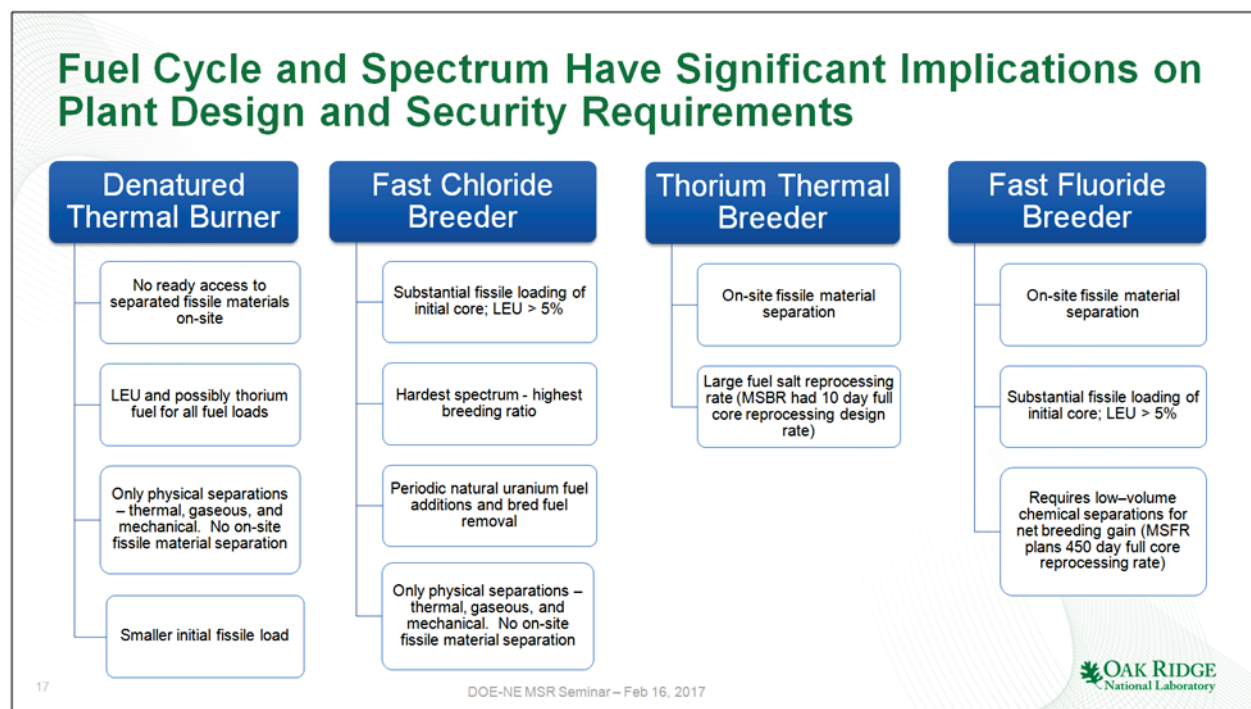 Fuel Cycle and Spectrum Have Significant Implications on
Plant Design and Security Requirements
Denatured
Thermal Burner
No ready access to
separated fissile materials
on-site
LEU and possibly thorium
fuel for all fuel loads
Only physical separations
– thermal, gaseous, and
mechanical. No on-site
fissile material separation
Smaller initial fissile load
Fast Chloride
Breeder
Substantial fissile loading of
initial core; LEU > 5%
Hardest spectrum - highest
breeding ratio
Periodic natural uranium fuel
additions and bred fuel
removal
Only physical separations –
thermal, gaseous, and
mechanical. No on-site
fissile material separation
Thorium Thermal
Breeder
On-site fissile material
separation
Large fuel salt reprocessing
rate (MSBR had 10 day full
core reprocessing design
rate)
Fast Fluoride
Breeder
On-site fissile material
separation
Substantial fissile loading of
initial core; LEU > 5%
Requires low–volume
chemical separations for
net breeding gain (MSFR
plans 450 day full core
reprocessing rate)
17
DOE-NE MSR Seminar – Feb 16, 2017
OAK RIDGE
National Laboratory